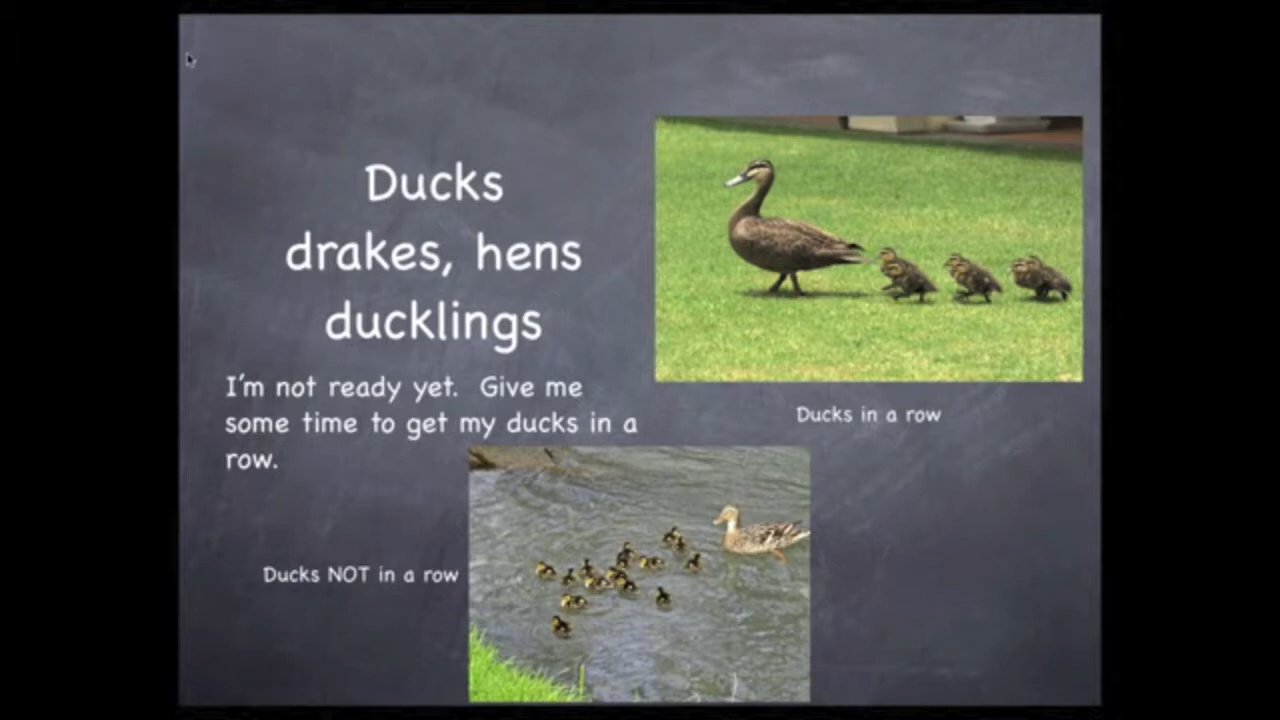 Ducks
drakes, hens
ducklings
I'm not ready yet.  Give me
some time to get my ducks in a
row.
Ducks in a row
Ducks NOT in a row